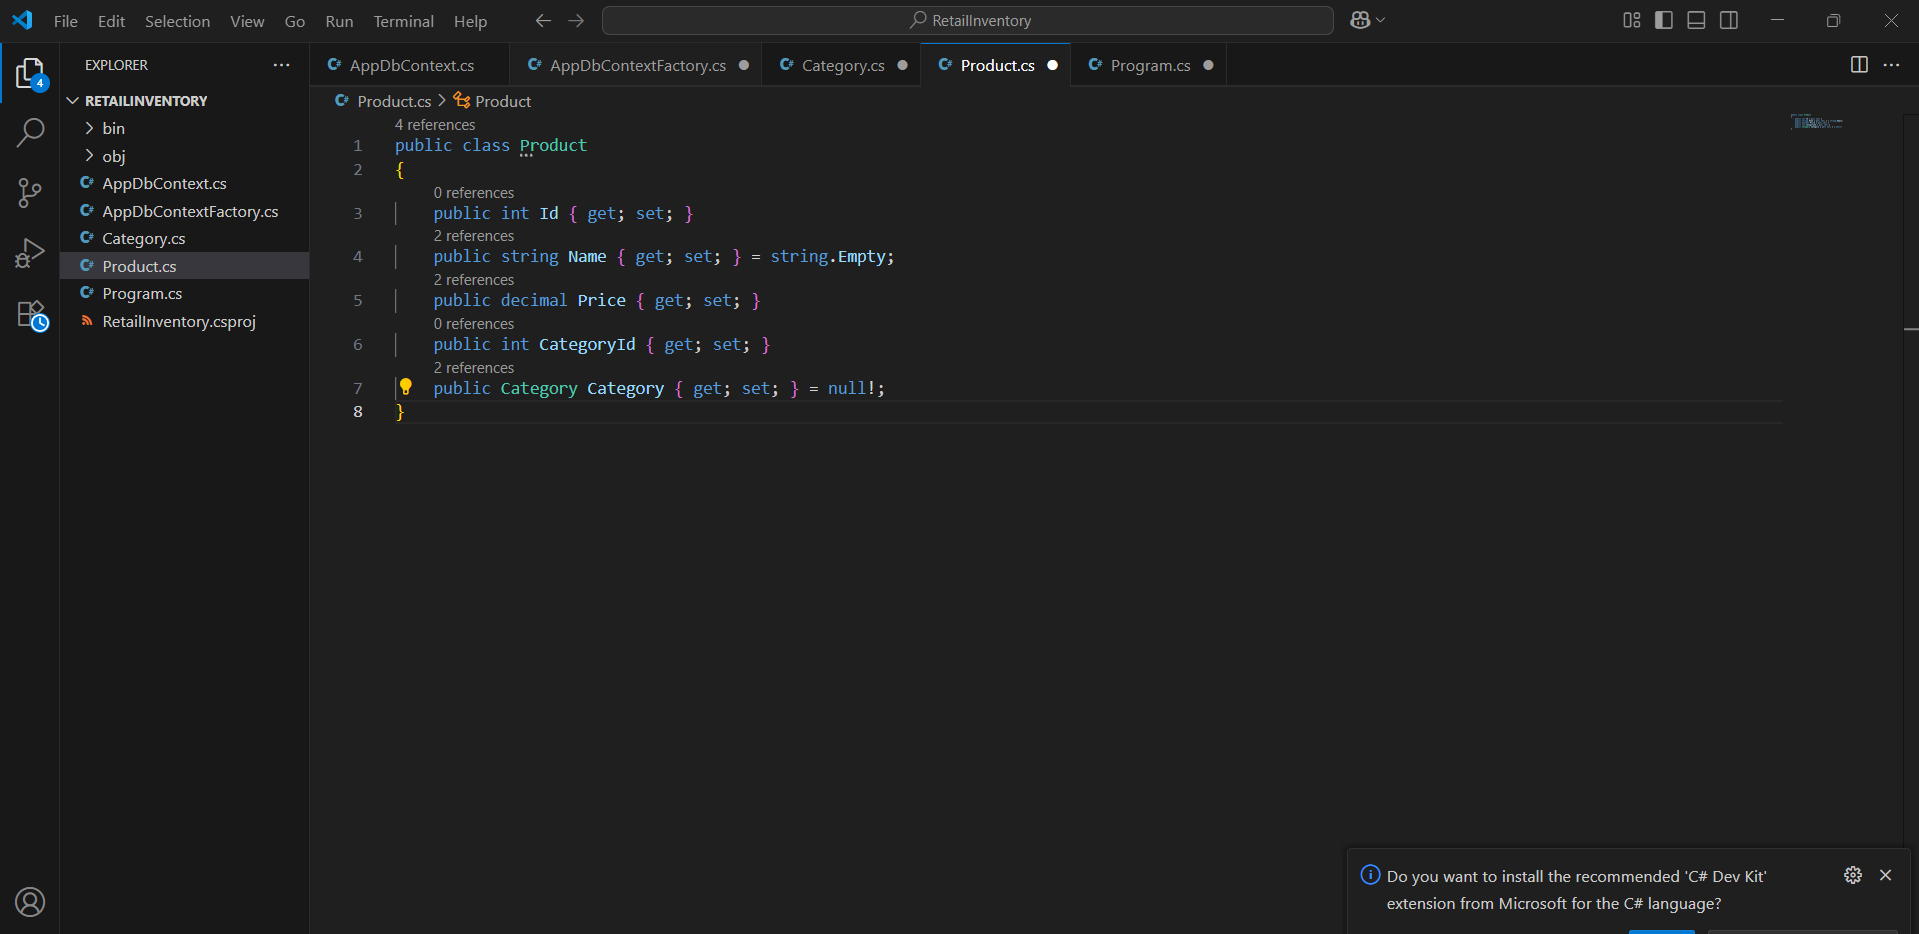 File Edit Selection View Go Run Terminal Help
RetailInventory
EXPLORER
AppDbContext.cs
AppDbContextFactory.cs
Category.cs
Product.cs
Program.cs
4
RETAILINVENTORY
bin
obj
AppDbContext.cs
AppDbContextFactory.cs
Category.cs
Product.cs
Program.cs
RetailInventory.csproj
Product.cs > Product
4 references
1 public class Product
2 {
0 references
3 public int Id { get; set; }
2 references
4 public string Name { get; set; } = string.Empty;
2 references
5 public decimal Price { get; set; }
0 references
6 public int CategoryId { get; set; }
2 references
7 public Category Category { get; set; } = null!;
8 }
Do you want to install the recommended 'C# Dev Kit'
extension from Microsoft for the C# language?